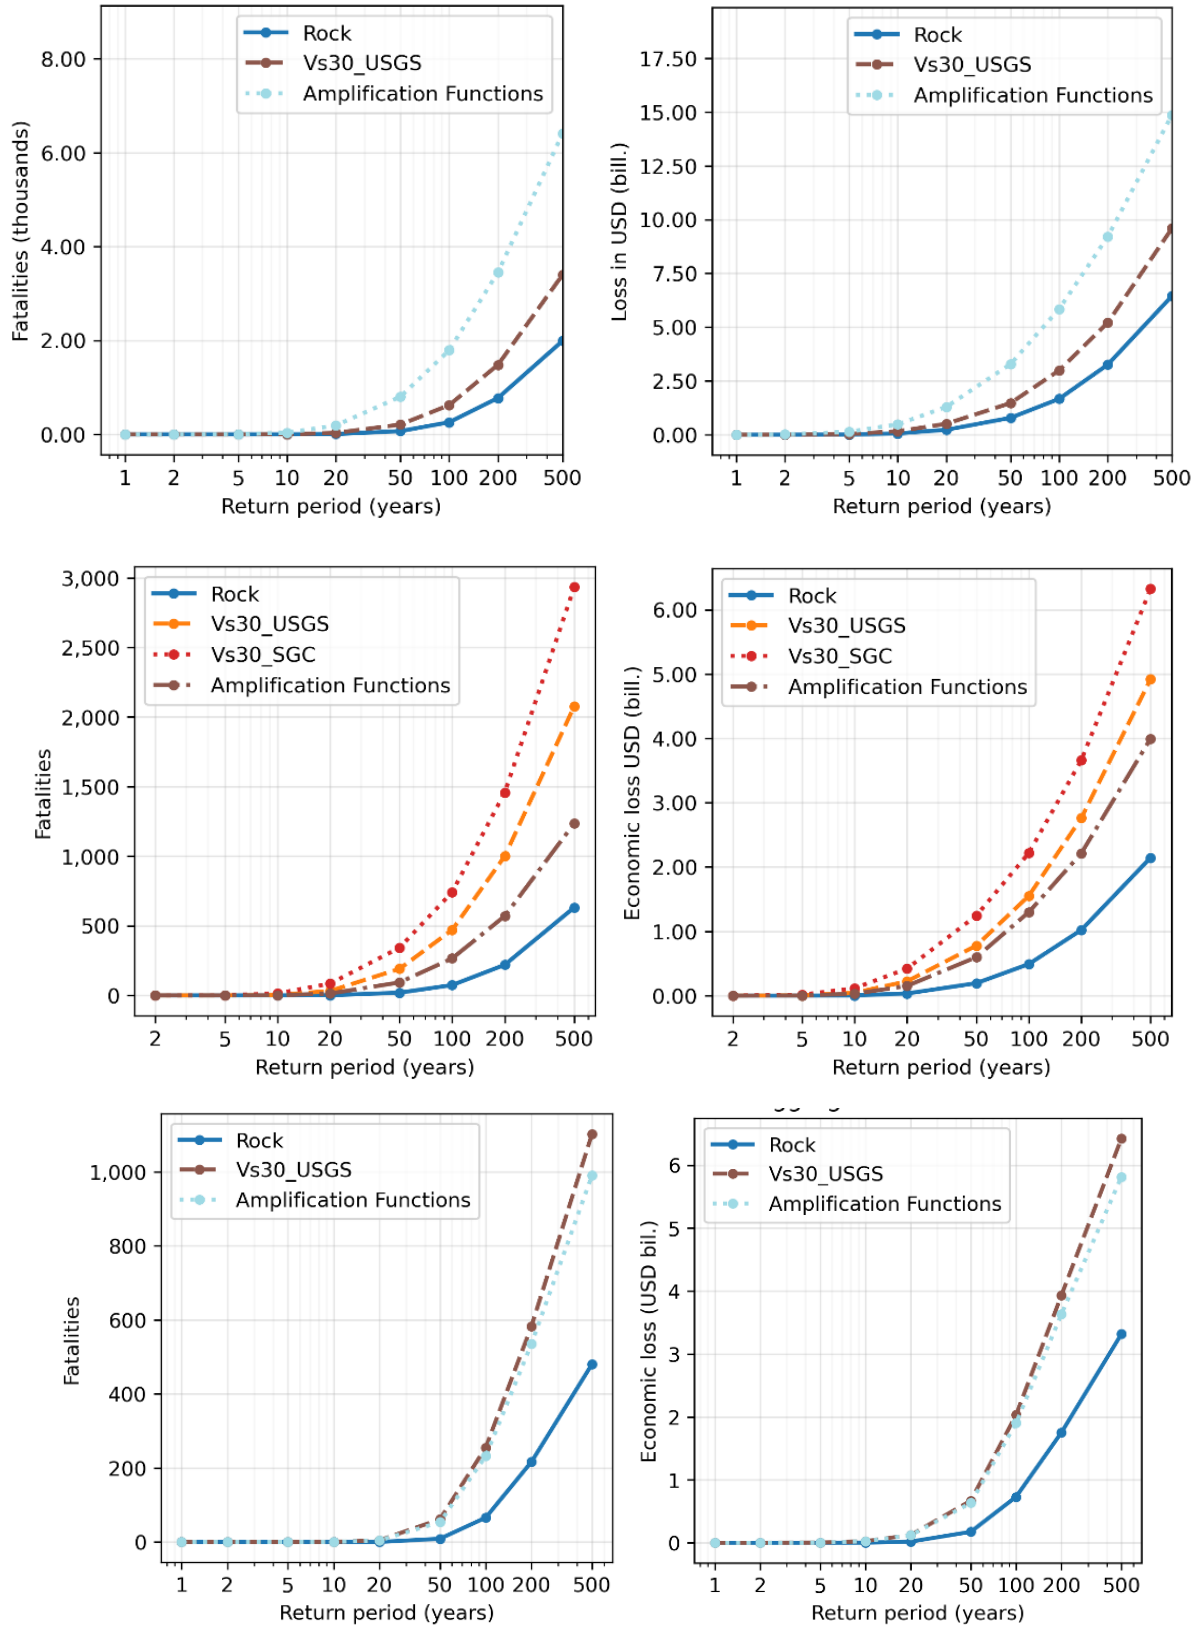 Rock
Vs30_USGS
Amplification Functions
Fatalities (thousands)
8.00
6.00
4.00
2.00
0.00
1 2 5 10 20 50 100 200 500
Return period (years)
Rock
Vs30_USGS
Amplification Functions
Loss in USD (bill.)
17.50
15.00
12.50
10.00
7.50
5.00
2.50
0.00
1 2 5 10 20 50 100 200 500
Return period (years)
Rock
Vs30_USGS
Vs30_SGC
Amplification Functions
Fatalities
3,000
2,500
2,000
1,500
1,000
500
0
2 5 10 20 50 100 200 500
Return period (years)
Rock
Vs30_USGS
Vs30_SGC
Amplification Functions
Economic loss USD (bill.)
6.00
5.00
4.00
3.00
2.00
1.00
0.00
2 5 10 20 50 100 200 500
Return period (years)
Rock
Vs30_USGS
Amplification Functions
Fatalities
1,000
800
600
400
200
0
1 2 5 10 20 50 100 200 500
Return period (years)
Rock
Vs30_USGS
Amplification Functions
Economic loss (USD bil.)
6
5
4
3
2
1
0
1 2 5 10 20 50 100 200 500
Return period (years)